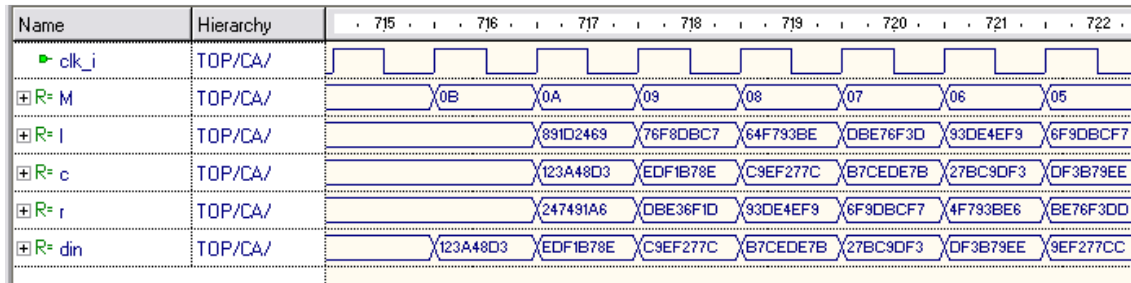 Name Hierarchy 715 716 717 718 719 720 721 722
clk_i TOP/CA/
R= M TOP/CA/ 0B 0A 09 08 07 06 05
R= l TOP/CA/ 891D2469 76F8DBC7 64F793BE DBE76F3D 93DE4EF9 6F9DBCF7
R= c TOP/CA/ 123A48D3 EDF1B78E C9EF277C B7CEDE7B 27BC9DF3 DF3B79EE
R= r TOP/CA/ 247491A6 DBE36F1D 93DE4EF9 6F9DBCF7 4F793BE6 BE76F3DD
R= din TOP/CA/ 123A48D3 EDF1B78E C9EF277C B7CEDE7B 27BC9DF3 DF3B79EE 9EF277CC